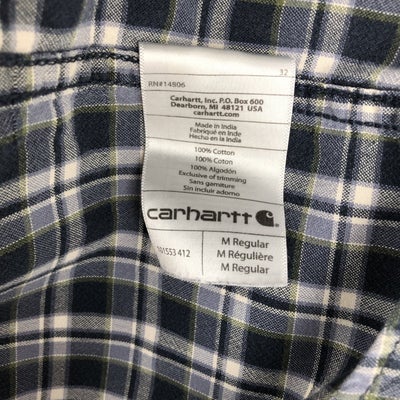 32
RN#14806
Carhartt, Inc. P.O. Box 600
Dearborn, MI 48121 USA
carhartt.com
Made in India
Fabriqué en Inde
Hecho en la India
100% Cotton
100% Coton
100% Algodón
Exclusive of trimming
Sans garniture
Sin incluir adorno
carhartt
101553 412
M Regular
M Régulière
M Regular